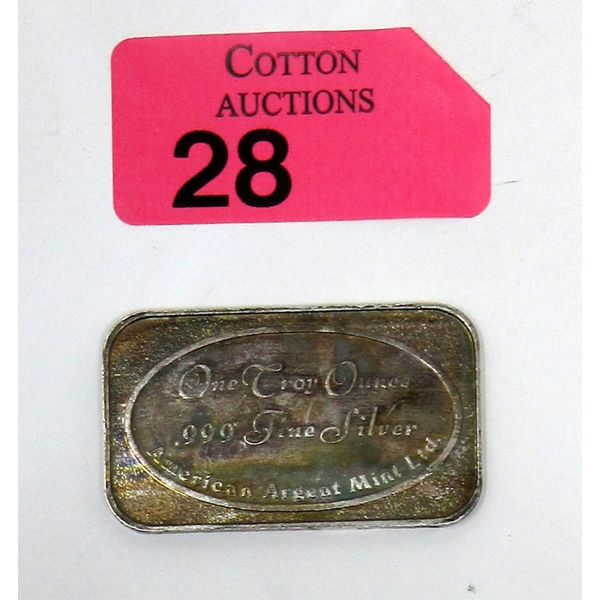 COTTON
AUCTIONS
28
One Troy Ounce
.999 Fine Silver
American Argent Mint Ltd.